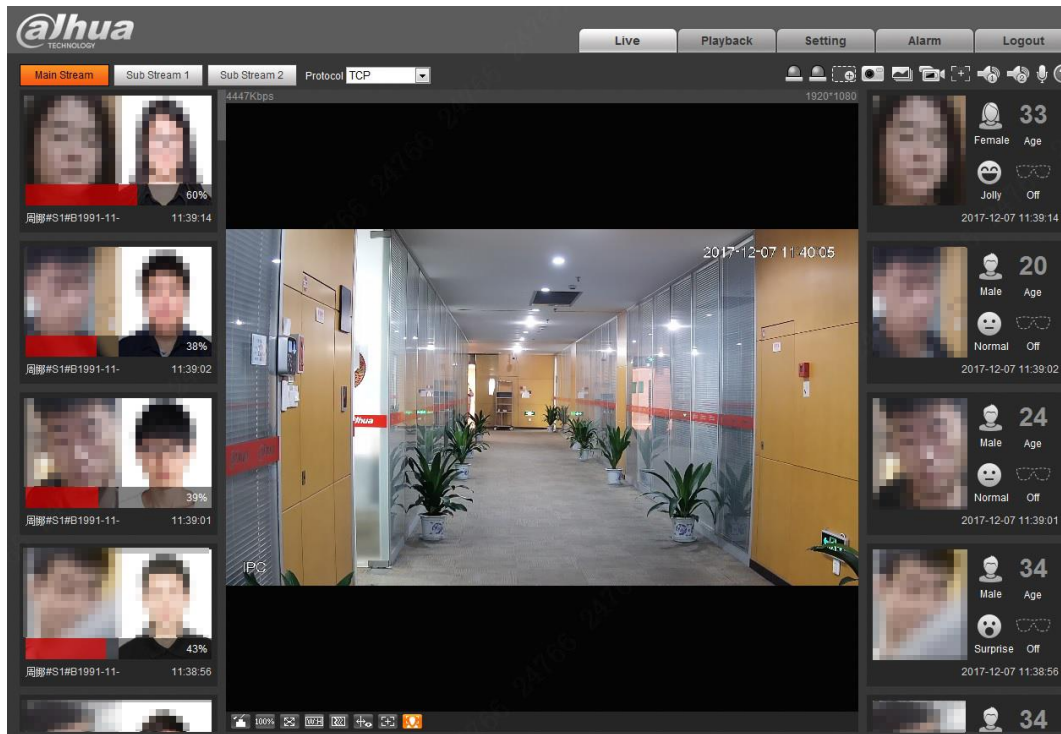 alhua
TECHNOLOGY
Live
Playback
Setting
Alarm
Logout
Main Stream
Sub Stream 1
Sub Stream 2
Protocol TCP
4447Kbps
1920*1080
60%
周娜#S1#B1991-11-
11:39:14
38%
周娜#S1#B1991-11-
11:39:02
39%
周娜#S1#B1991-11-
11:39:01
43%
周娜#S1#B1991-11-
11:38:56
2017-12-07 11:40:05
alhua
IPC
100%
W:H
33
Female
Age
Jolly
Off
2017-12-07 11:39:14
20
Male
Age
Normal
Off
2017-12-07 11:39:02
24
Male
Age
Normal
Off
2017-12-07 11:39:01
34
Male
Age
Surprise
Off
2017-12-07 11:38:56
34